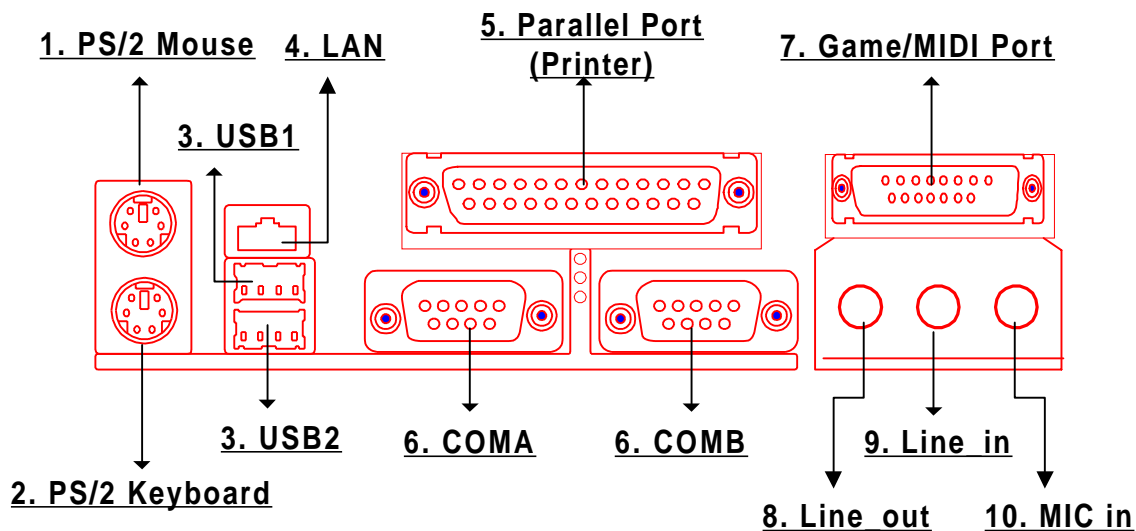 1. PS/2 Mouse
4. LAN
5. Parallel Port
(Printer)
7. Game/MIDI Port
3. USB1
3. USB2
6. COMA
6. COMB
9. Line_in
2. PS/2 Keyboard
8. Line_out
10. MIC in